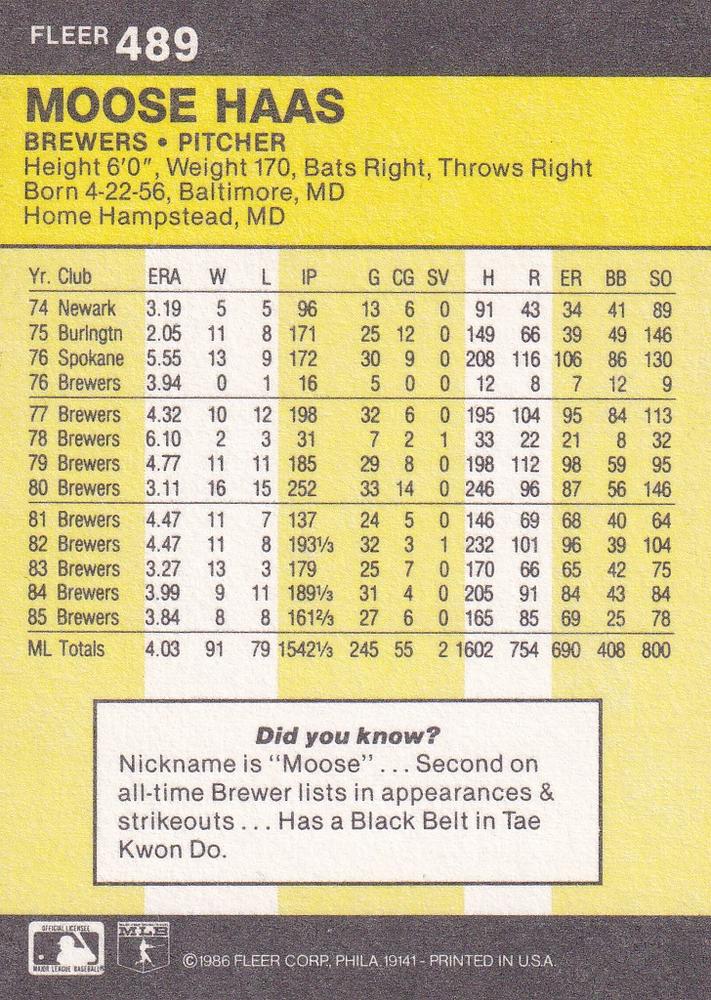 FLEER 489
MOOSE HAAS
BREWERS • PITCHER
Height 6'0", Weight 170, Bats Right, Throws Right
Born 4-22-56, Baltimore, MD
Home Hampstead, MD
Yr. Club ERA W L IP G CG SV H R ER BB SO
74 Newark 3.19 5 5 96 13 6 0 91 43 34 41 89
75 Burlngtn 2.05 11 8 171 25 12 0 149 66 39 49 146
76 Spokane 5.55 13 9 172 30 9 0 208 116 106 86 130
76 Brewers 3.94 0 1 16 5 0 0 12 8 7 12 9
77 Brewers 4.32 10 12 198 32 6 0 195 104 95 84 113
78 Brewers 6.10 2 3 31 7 2 1 33 22 21 8 32
79 Brewers 4.77 11 11 185 29 8 0 198 112 98 59 95
80 Brewers 3.11 16 15 252 33 14 0 246 96 87 56 146
81 Brewers 4.47 11 7 137 24 5 0 146 69 68 40 64
82 Brewers 4.47 11 8 193⅓ 32 3 1 232 101 96 39 104
83 Brewers 3.27 13 3 179 25 7 0 170 66 65 42 75
84 Brewers 3.99 9 11 189⅓ 31 4 0 205 91 84 43 84
85 Brewers 3.84 8 8 161⅔ 27 6 0 165 85 69 25 78
ML Totals 4.03 91 79 1542⅓ 245 55 2 1602 754 690 408 800
Did you know?
Nickname is "Moose" ... Second on
all-time Brewer lists in appearances &
strikeouts ... Has a Black Belt in Tae
Kwon Do.
OFFICIAL LICENSEE
MAJOR LEAGUE BASEBALL
MLB
©1986 FLEER CORP., PHILA. 19141 - PRINTED IN U.S.A.